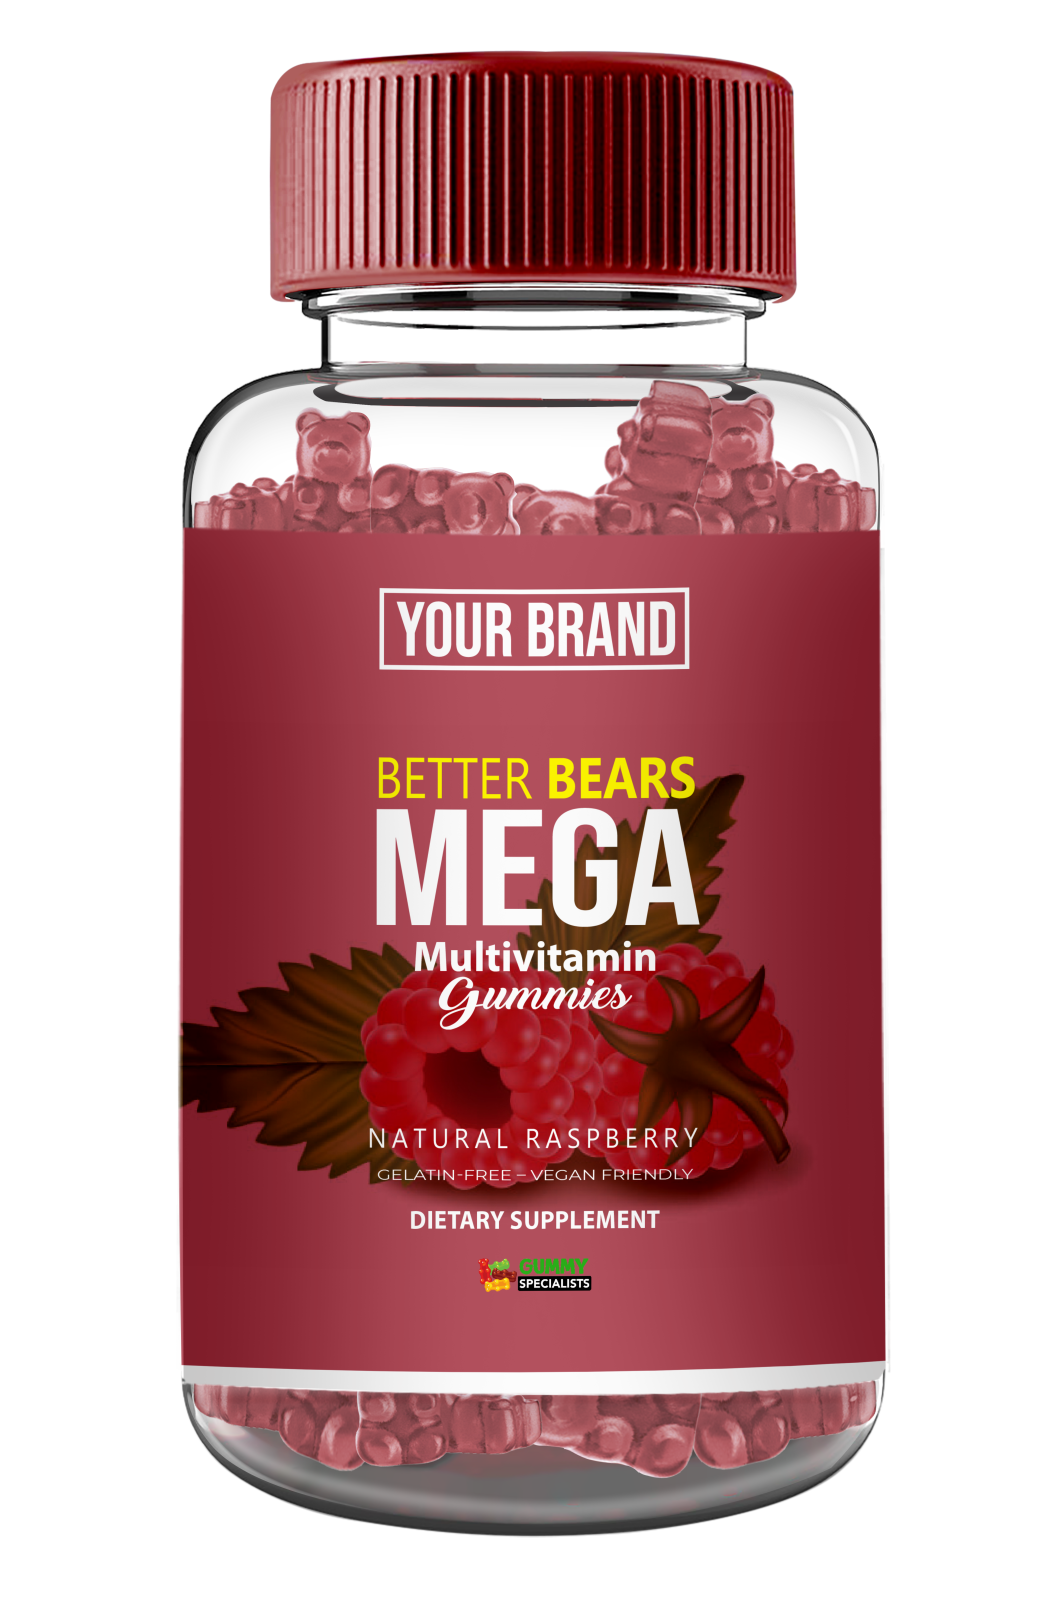 YOUR BRAND
BETTER BEARS
MEGA
Multivitamin
Gummies
NATURAL RASPBERRY
GELATIN-FREE – VEGAN FRIENDLY
DIETARY SUPPLEMENT
GUMMY
SPECIALISTS